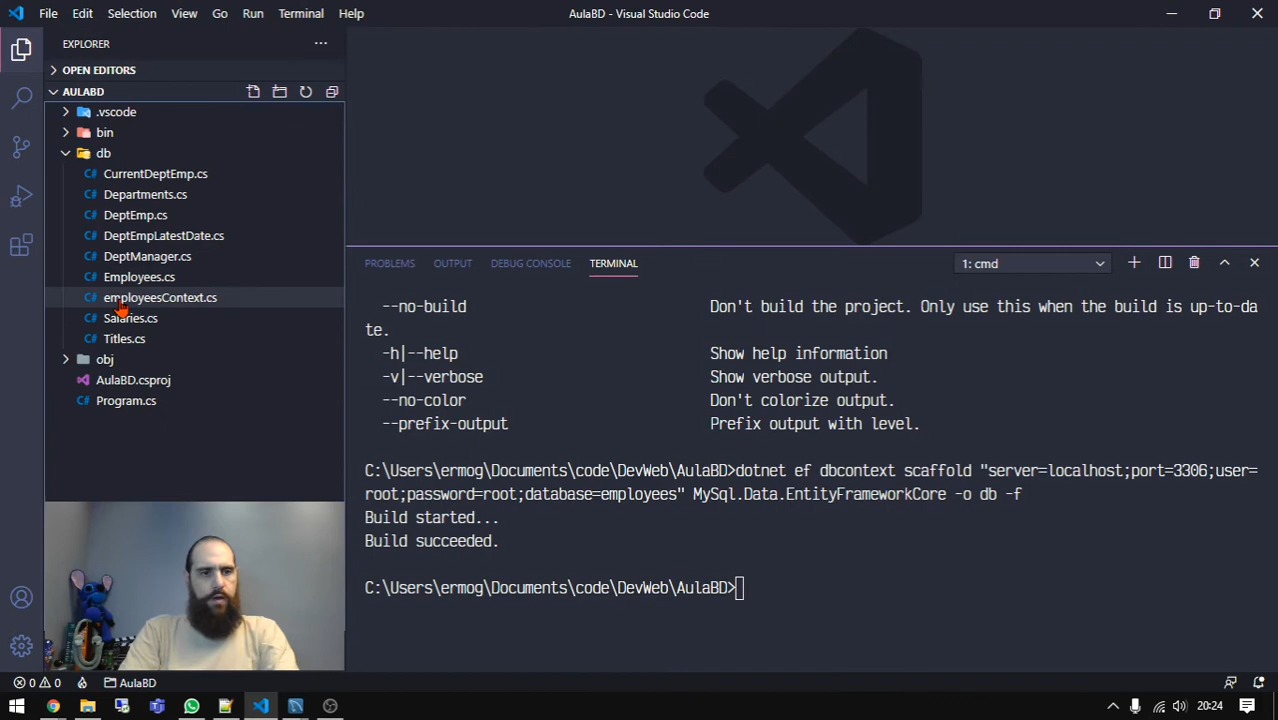 File Edit Selection View Go Run Terminal Help
AulaBD - Visual Studio Code
EXPLORER
OPEN EDITORS
AULABD
.vscode
bin
db
CurrentDeptEmp.cs
Departments.cs
DeptEmp.cs
DeptEmpLatestDate.cs
DeptManager.cs
Employees.cs
employeesContext.cs
Salaries.cs
Titles.cs
obj
AulaBD.csproj
Program.cs
PROBLEMS OUTPUT DEBUG CONSOLE TERMINAL
1: cmd
--no-build Don't build the project. Only use this when the build is up-to-da
te.
-h|--help Show help information
-v|--verbose Show verbose output.
--no-color Don't colorize output.
--prefix-output Prefix output with level.
C:\Users\ermog\Documents\code\DevWeb\AulaBD>dotnet ef dbcontext scaffold "server=localhost;port=3306;user=
root;password=root;database=employees" MySql.Data.EntityFrameworkCore -o db -f
Build started...
Build succeeded.
C:\Users\ermog\Documents\code\DevWeb\AulaBD>
0 0 AulaBD
20:24